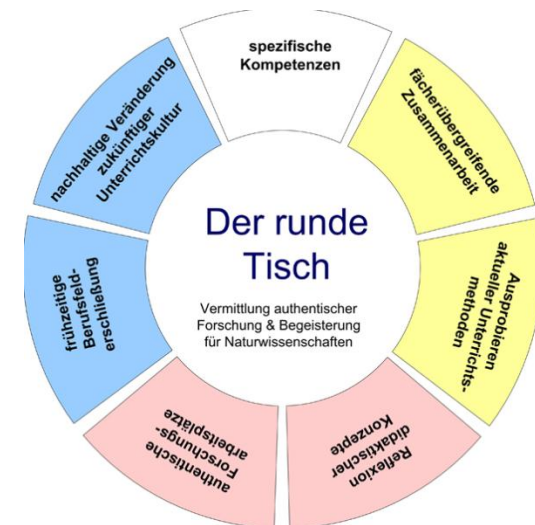 spezifische
Kompetenzen
fächerübergreifende
Zusammenarbeit
Ausprobieren
aktueller Unterrichts-
methoden
Reflexion
didaktischer
Konzepte
authentische
Forschungs-
arbeitsplätze
frühzeitige
Berufsfeld-
erschließung
nachhaltige Veränderung
zukünftiger
Unterrichtskultur
Der runde
Tisch
Vermittlung authentischer
Forschung & Begeisterung
für Naturwissenschaften